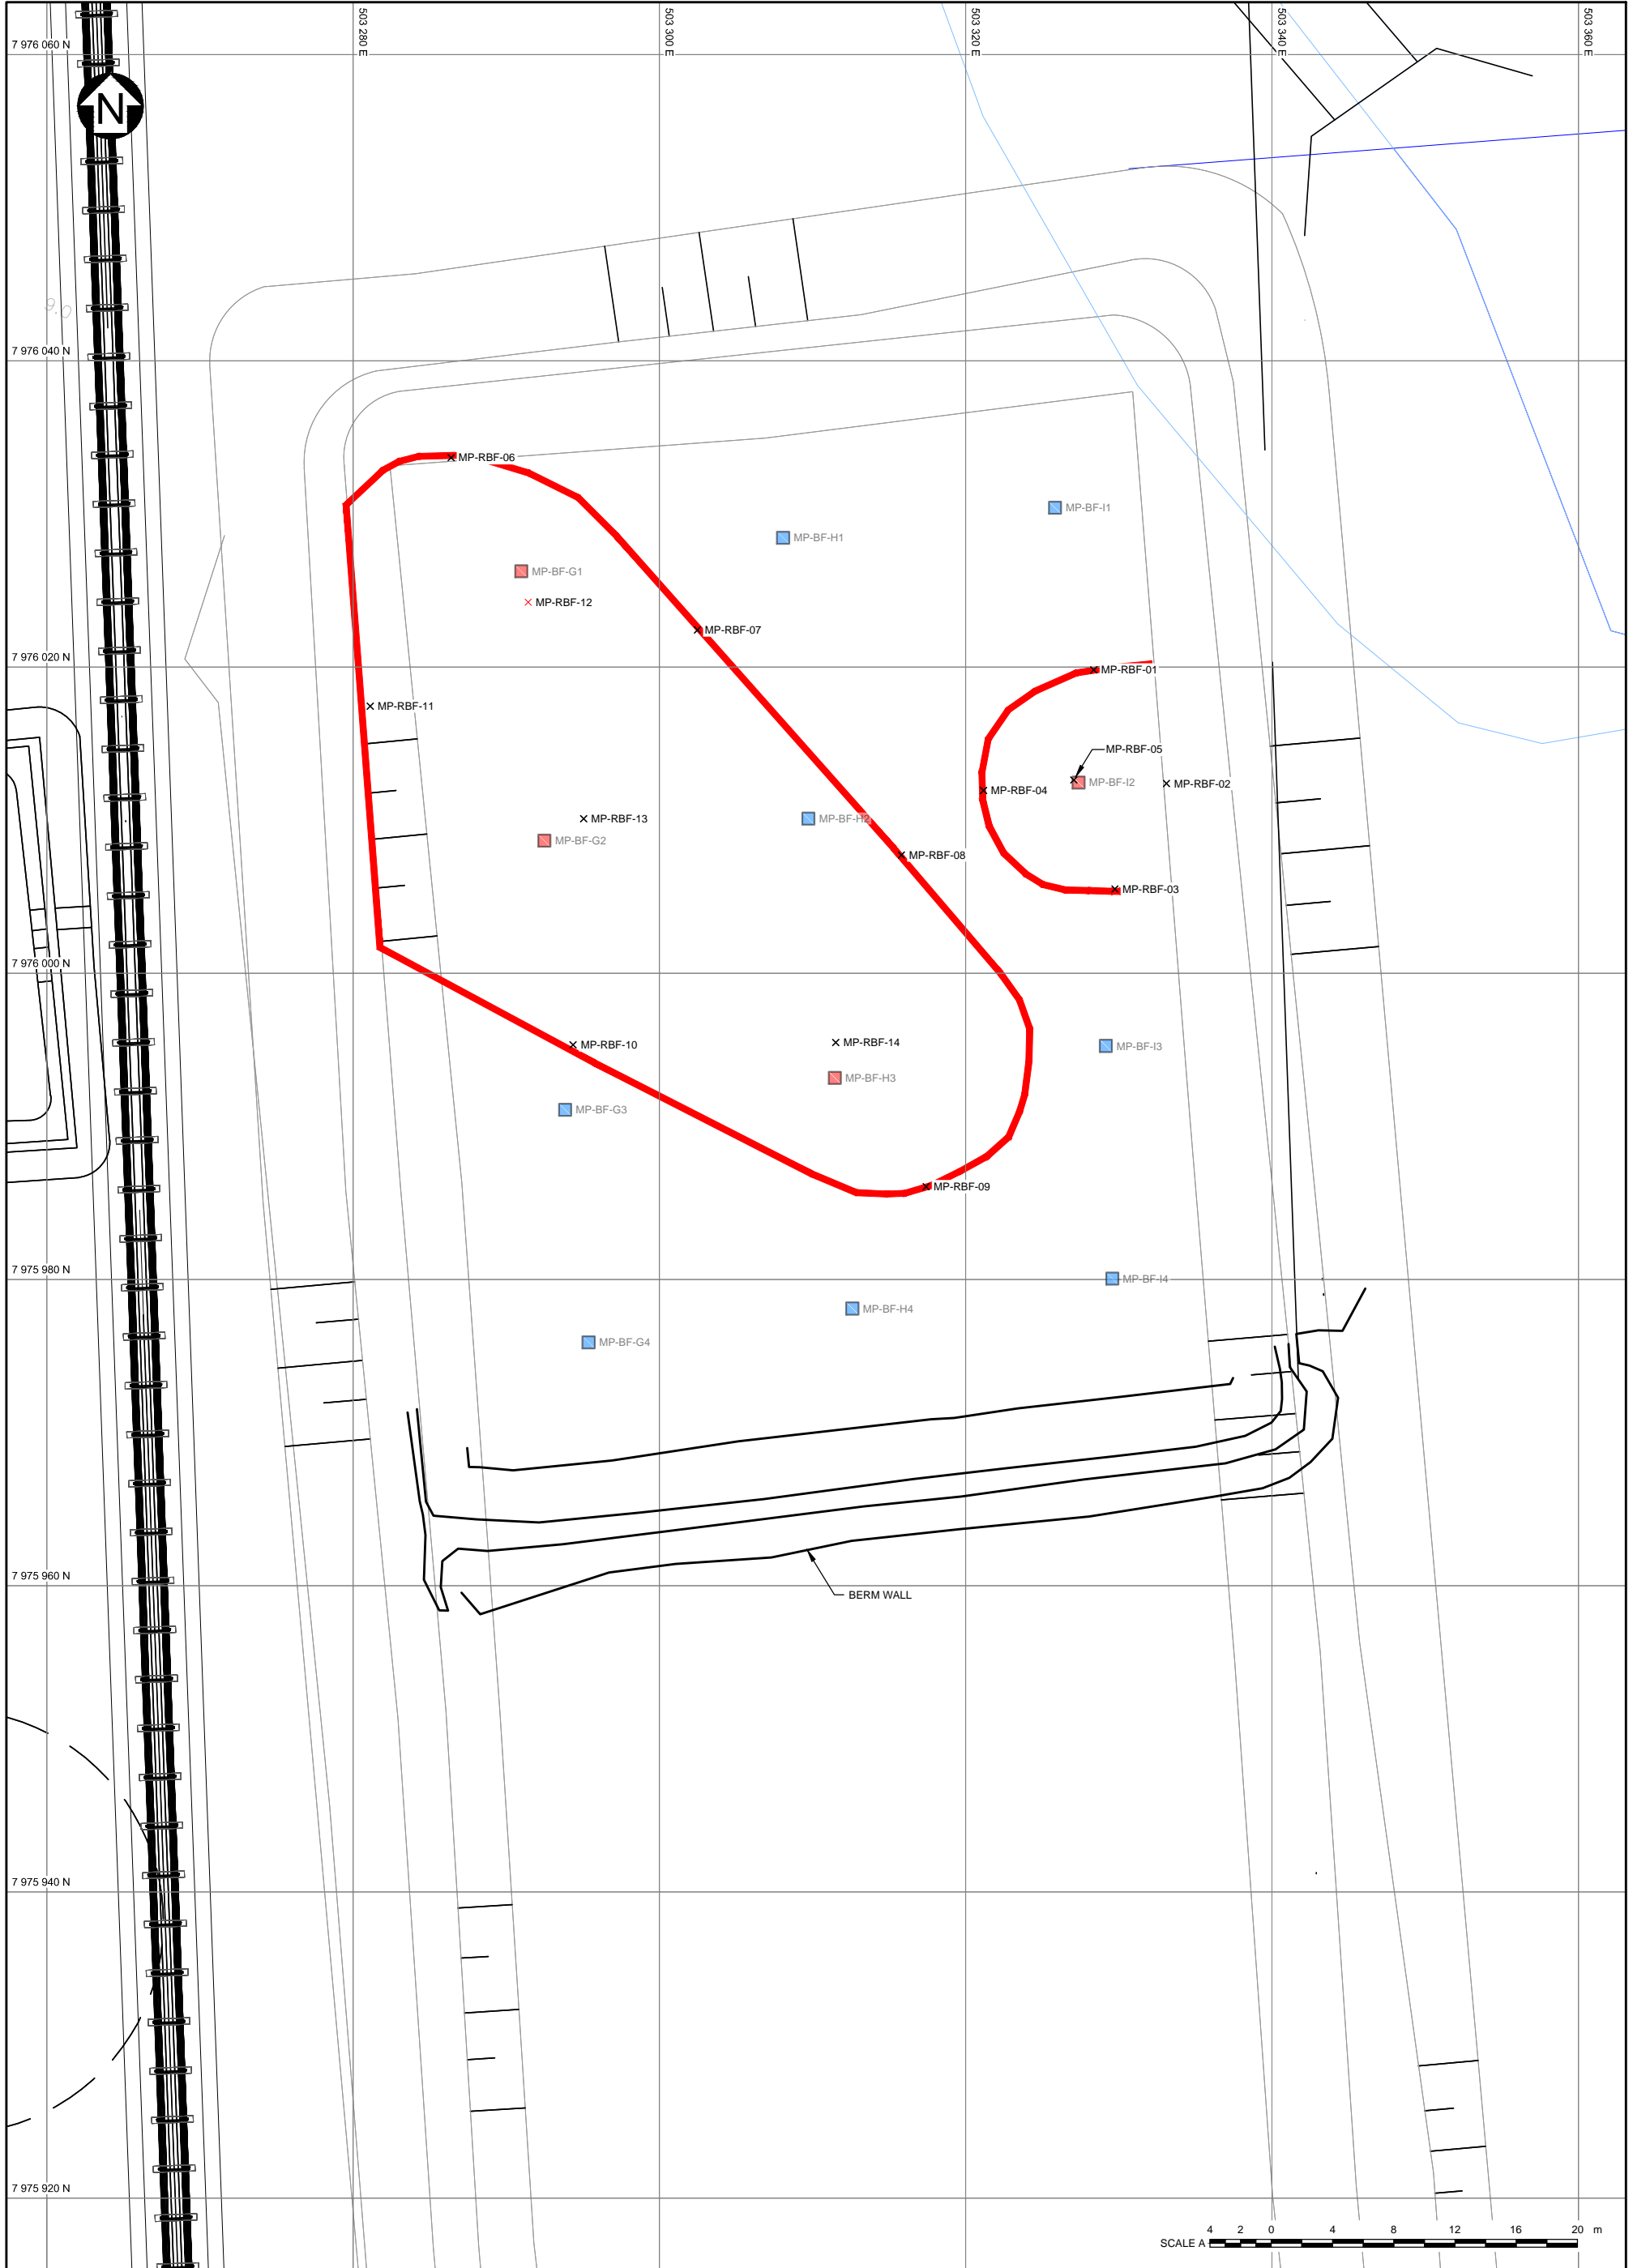 503 280 E
503 300 E
503 320 E
503 340 E
503 360 E
7 976 060 N
N
9.0
7 976 040 N
MP-RBF-06
MP-BF-I1
MP-BF-H1
MP-BF-G1
MP-RBF-12
MP-RBF-07
7 976 020 N
MP-RBF-01
MP-RBF-11
MP-RBF-05
MP-BF-I2
MP-RBF-02
MP-RBF-04
MP-RBF-13
MP-BF-H2
MP-BF-G2
MP-RBF-08
MP-RBF-03
7 976 000 N
MP-RBF-10
MP-RBF-14
MP-BF-I3
MP-BF-H3
MP-BF-G3
MP-RBF-09
7 975 980 N
MP-BF-I4
MP-BF-H4
MP-BF-G4
7 975 960 N
BERM WALL
7 975 940 N
7 975 920 N
4 2 0 4 8 12 16 20 m
SCALE A